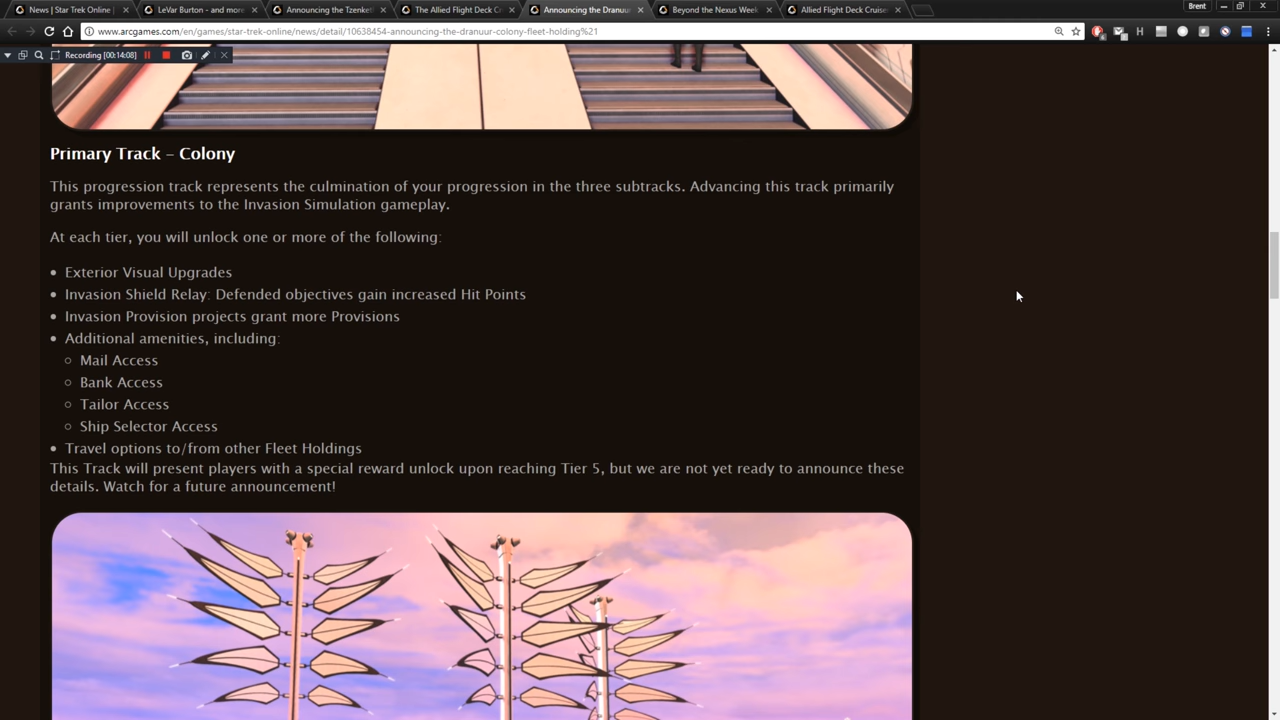 News | Star Trek Online
LeVar Burton - and more
Announcing the Tzenketh
The Allied Flight Deck Cr
Announcing the Dranuur
Beyond the Nexus Week
Allied Flight Deck Cruise
Brent
www.arcgames.com/en/games/star-trek-online/news/detail/10638454-announcing-the-dranuur-colony-fleet-holding%21
Recording [00:14:08]
Primary Track – Colony
This progression track represents the culmination of your progression in the three subtracks. Advancing this track primarily
grants improvements to the Invasion Simulation gameplay.
At each tier, you will unlock one or more of the following:
Exterior Visual Upgrades
Invasion Shield Relay: Defended objectives gain increased Hit Points
Invasion Provision projects grant more Provisions
Additional amenities, including:
Mail Access
Bank Access
Tailor Access
Ship Selector Access
Travel options to/from other Fleet Holdings
This Track will present players with a special reward unlock upon reaching Tier 5, but we are not yet ready to announce these
details. Watch for a future announcement!